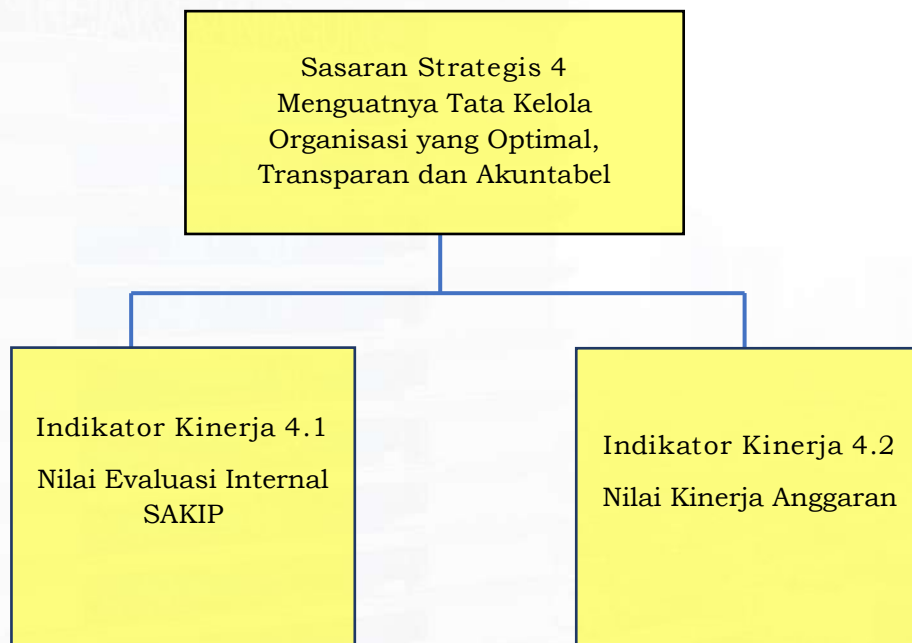 Sasaran Strategis 4
Menguatnya Tata Kelola
Organisasi yang Optimal,
Transparan dan Akuntabel
Indikator Kinerja 4.1
Nilai Evaluasi Internal
SAKIP
Indikator Kinerja 4.2
Nilai Kinerja Anggaran